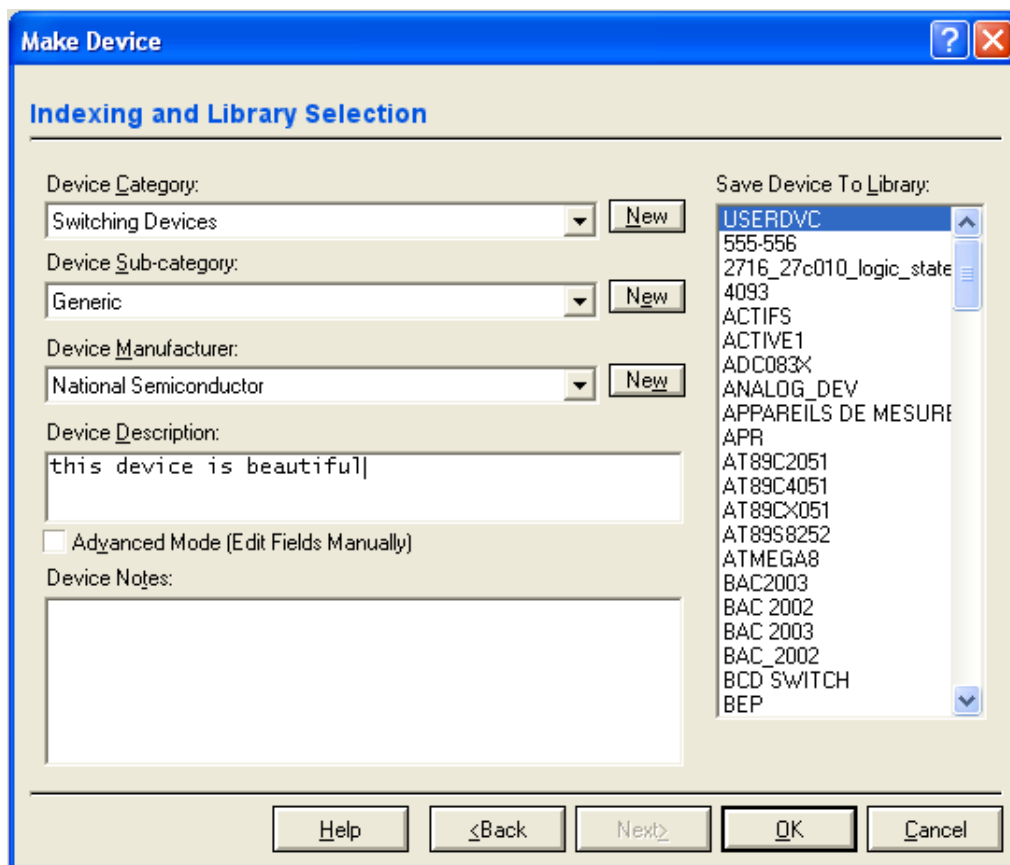 Make Device
Indexing and Library Selection
Device Category:
Switching Devices
New
Device Sub-category:
Generic
New
Device Manufacturer:
National Semiconductor
New
Device Description:
this device is beautiful
Advanced Mode (Edit Fields Manually)
Device Notes:
Save Device To Library:
USERDVC
555-556
2716_27c010_logic_state
4093
ACTIFS
ACTIVE1
ADC083X
ANALOG_DEV
APPAREILS DE MESURE
APR
AT89C2051
AT89C4051
AT89CX051
AT89S8252
ATMEGA8
BAC2003
BAC 2002
BAC 2003
BAC_2002
BCD SWITCH
BEP
Help
<Back
Next>
OK
Cancel